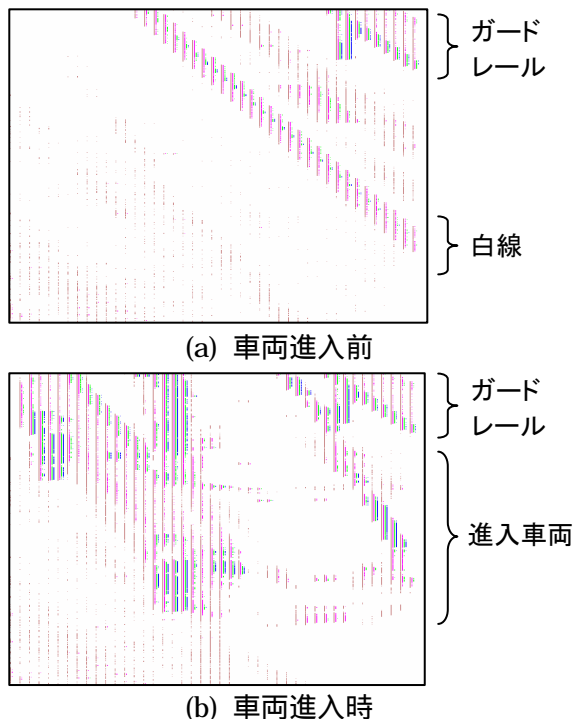 ガード
レール
白線
(a) 車両進入前
ガード
レール
進入車両
(b) 車両進入時